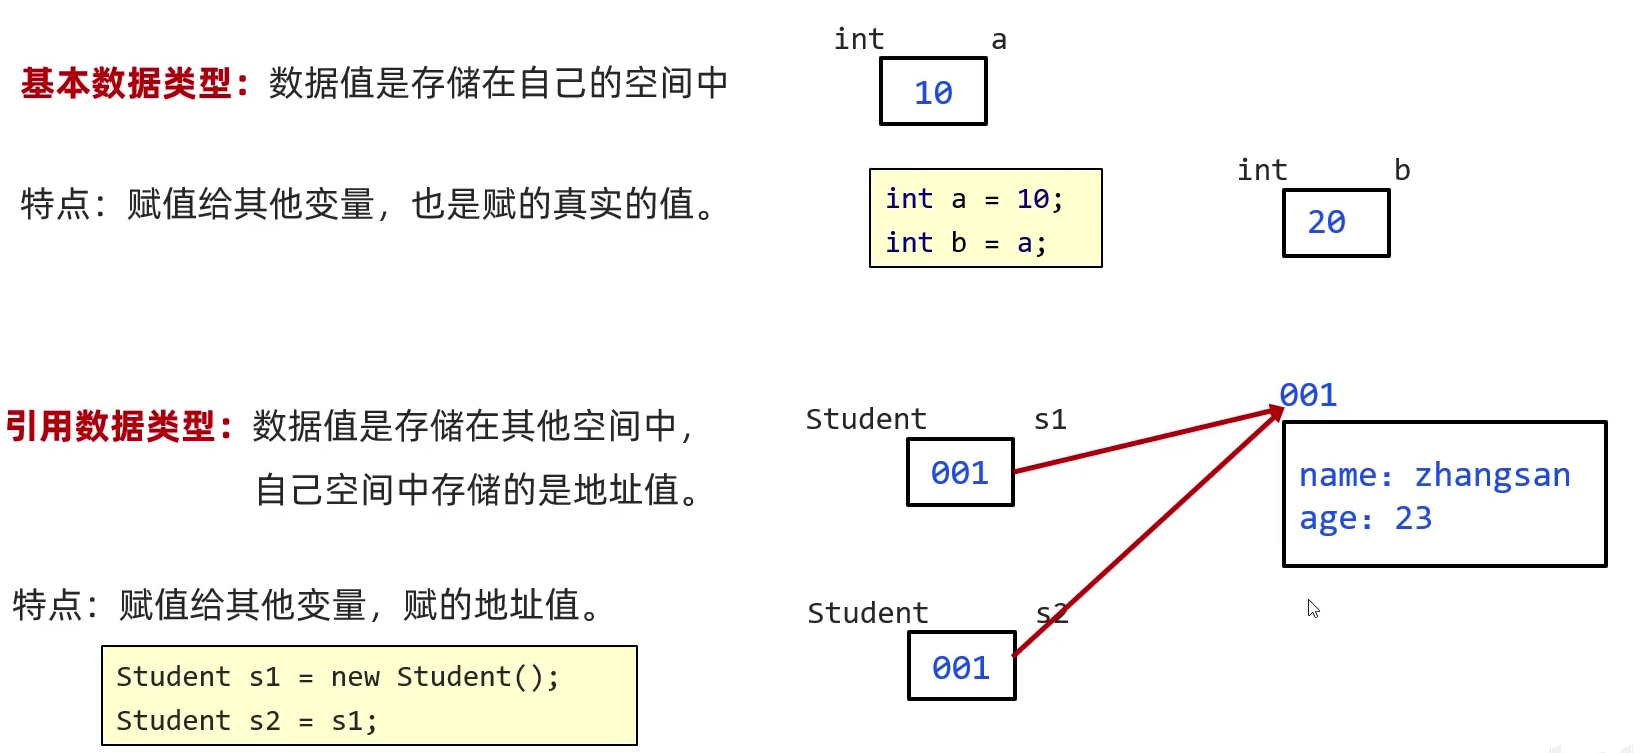 int a
基本数据类型：数据值是存储在自己的空间中
10
特点：赋值给其他变量，也是赋的真实的值。
int a = 10;
int b = a;
int b
20
引用数据类型：数据值是存储在其他空间中，
自己空间中存储的是地址值。
Student s1
001
001
name：zhangsan
age：23
特点：赋值给其他变量，赋的地址值。
Student s2
001
Student s1 = new Student();
Student s2 = s1;